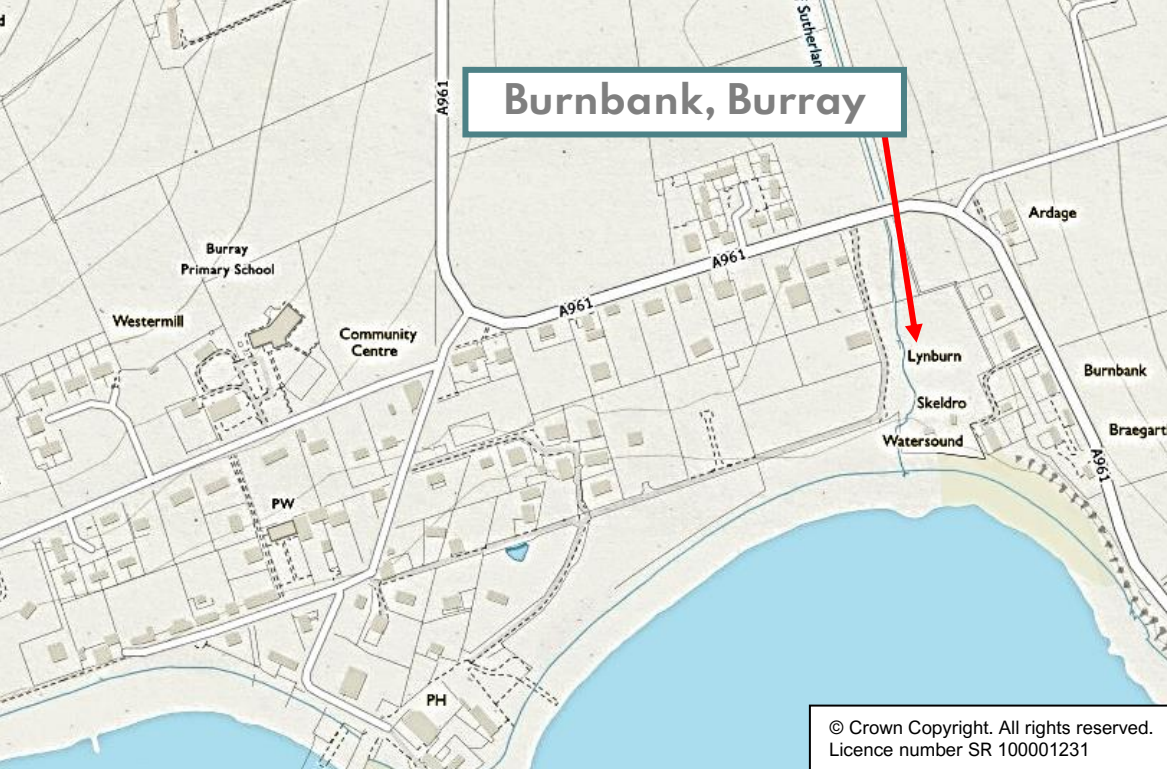 d
Sutherlan
A961
Burnbank, Burray
Ardage
Burray
Primary School
A961
A961
Westermill
Community
Centre
Lynburn
Burnbank
Skeldro
Braegart
Watersound
A961
PW
PH
© Crown Copyright. All rights reserved.
Licence number SR 100001231